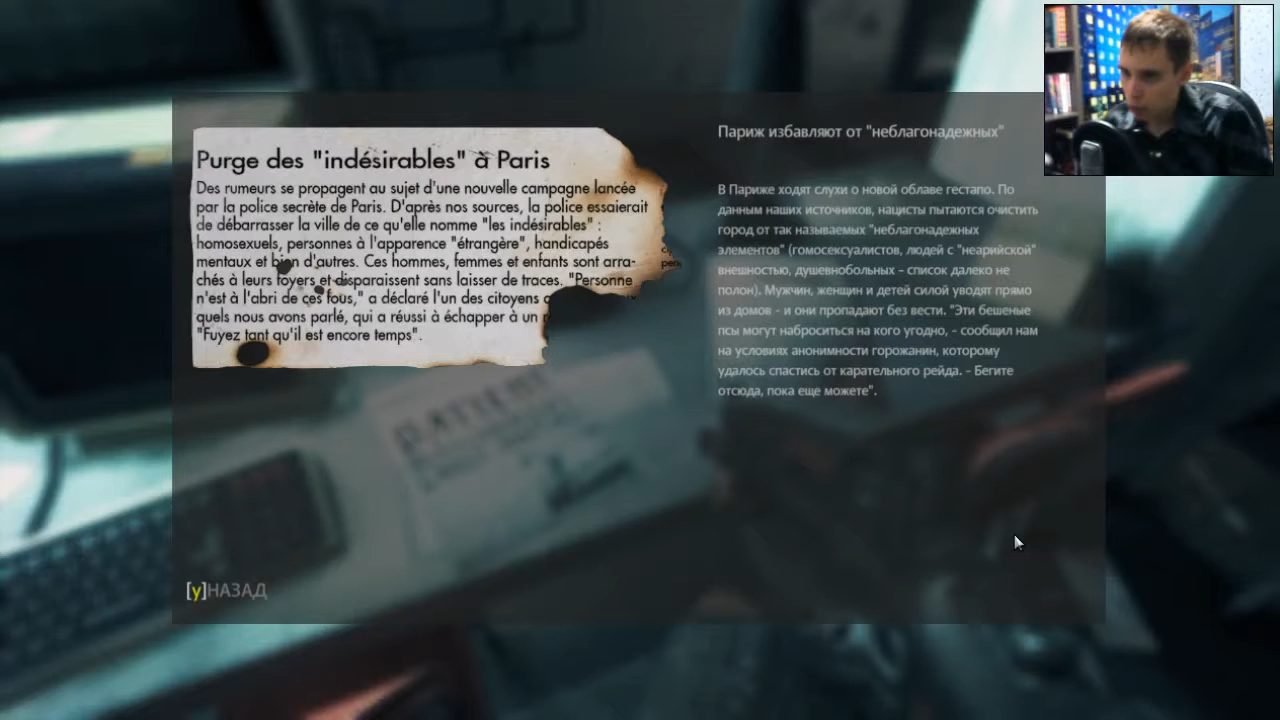 Purge des "indésirables" à Paris
Des rumeurs se propagent au sujet d'une nouvelle campagne lancée
par la police secrète de Paris. D'après nos sources, la police essaierait
de débarrasser la ville de ce qu'elle nomme "les indésirables" :
homosexuels, personnes à l'apparence "étrangère", handicapés
mentaux et bien d'autres. Ces hommes, femmes et enfants sont arra-
chés à leurs foyers et disparaissent sans laisser de traces. "Personne
n'est à l'abri de ces fous," a déclaré l'un des citoyens
quels nous avons parlé, qui a réussi à échapper à un
"Fuyez tant qu'il est encore temps".
Париж избавляют от "неблагонадежных"
В Париже ходят слухи о новой облаве гестапо. По
данным наших источников, нацисты пытаются очистить
город от так называемых "неблагонадежных
элементов" (гомосексуалистов, людей с "неарийской"
внешностью, душевнобольных - список далеко не
полон). Мужчин, женщин и детей силой уводят прямо
из домов - и они пропадают без вести. "Эти бешеные
псы могут наброситься на кого угодно, - сообщил нам
на условиях анонимности горожанин, которому
удалось спастись от карательного рейда. - Бегите
отсюда, пока еще можете".
PATIENT
[y]НАЗАД